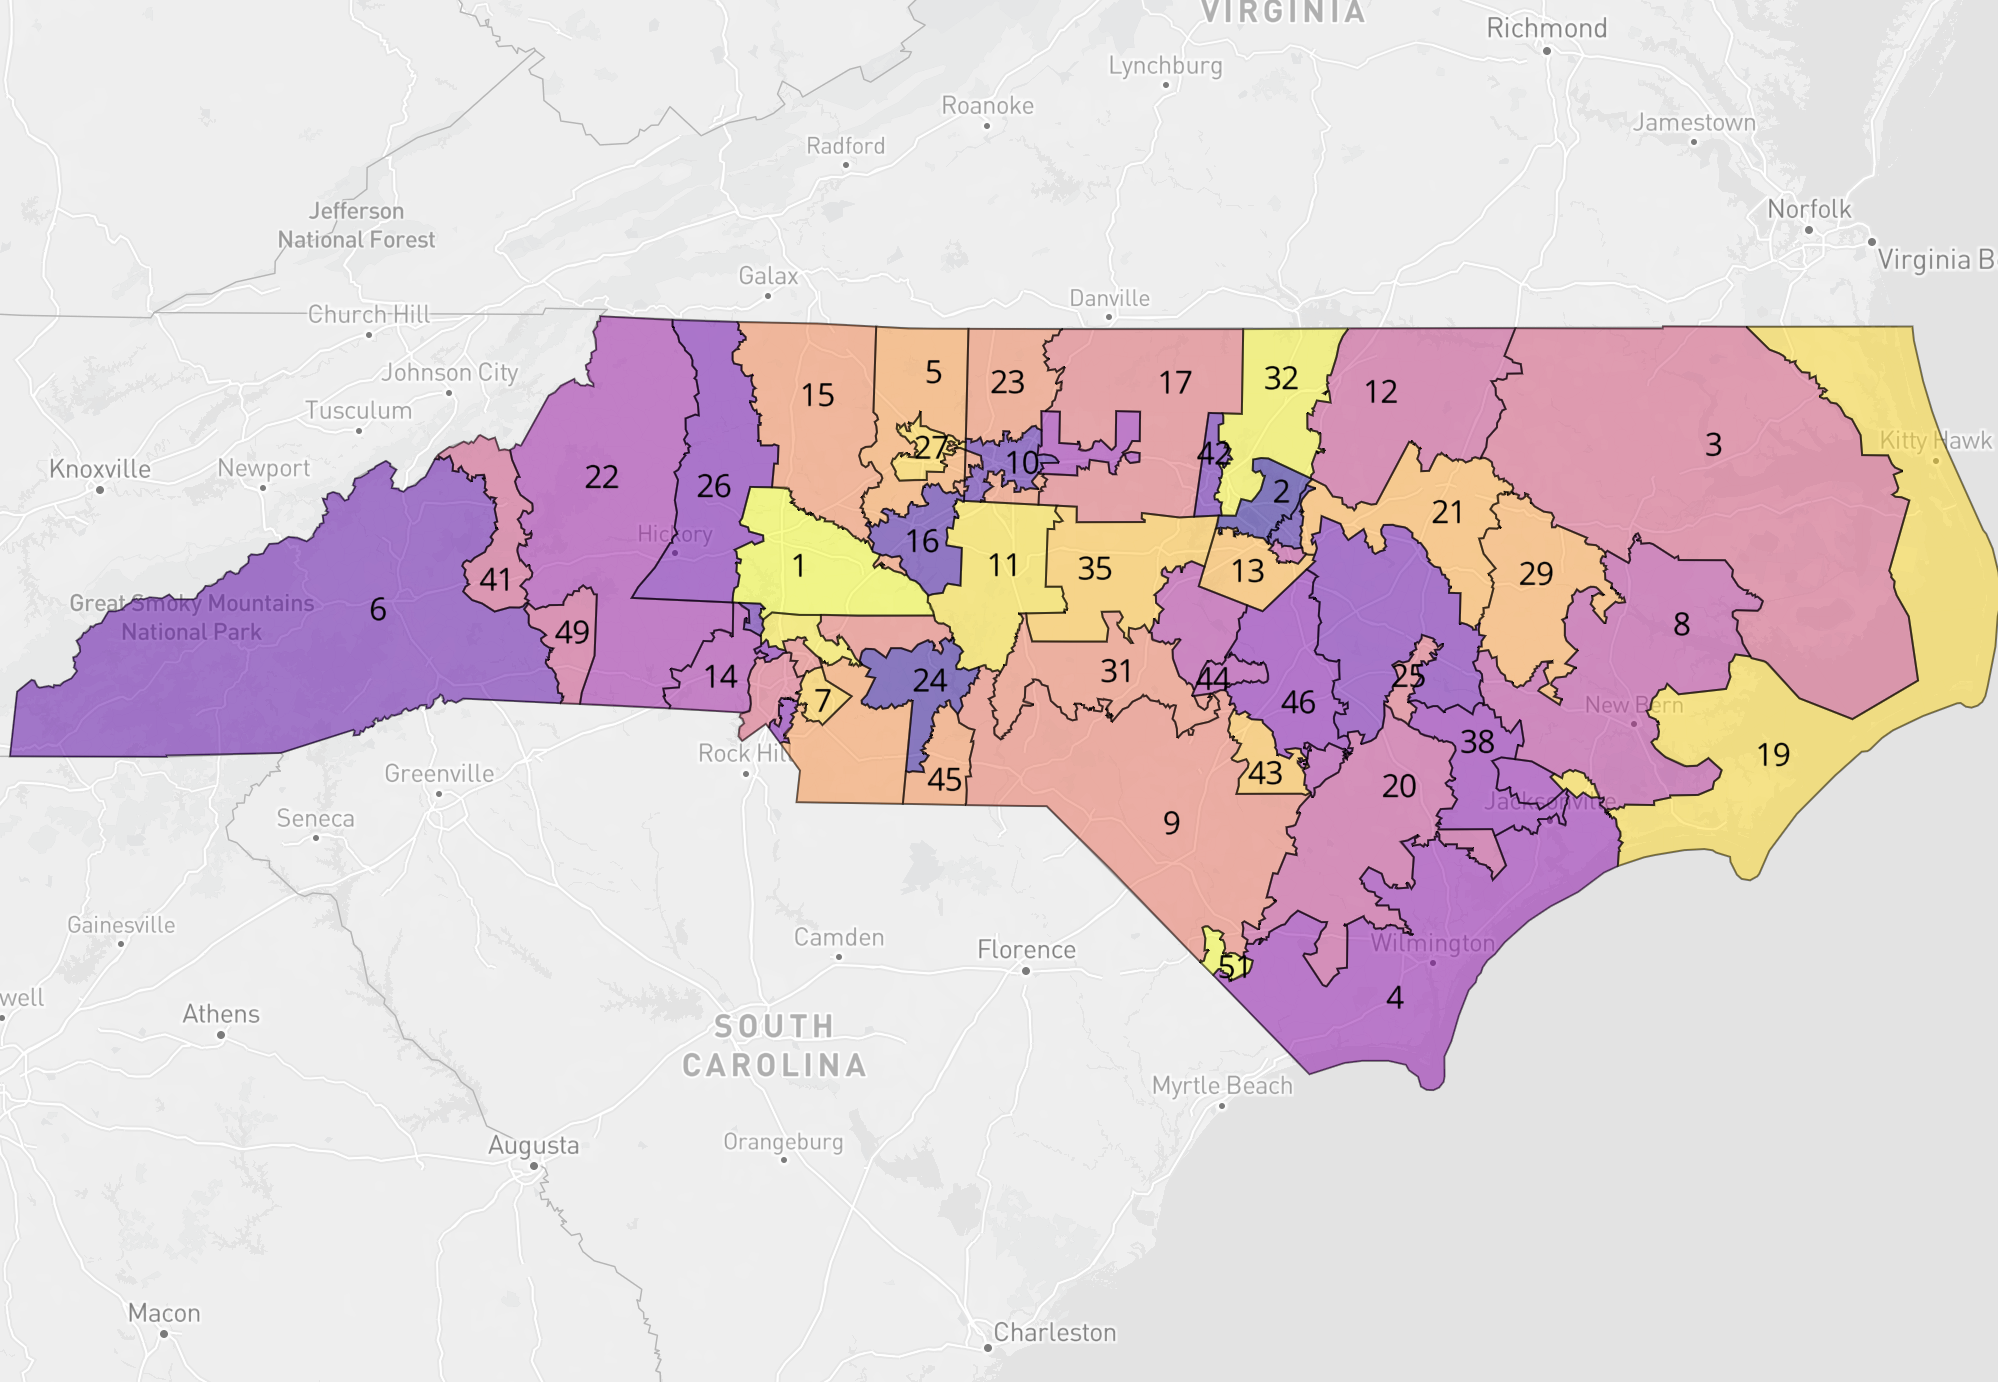 VIRGINIA
Richmond
Lynchburg
Roanoke
Jamestown
Radford
Jefferson
National Forest
Norfolk
Virginia B
Galax
Danville
Church Hill
Johnson City
Tusculum
Knoxville
Newport
Kitty Hawk
5
23
17
32
12
15
3
27
10
42
22
26
2
21
Hickory
16
1
11
35
13
29
41
Great Smoky Mountains
National Park
6
49
8
14
24
31
44
25
7
46
New Bern
38
19
Rock Hil
Greenville
45
43
20
Jacksonville
Seneca
9
Gainesville
Camden
Florence
Wilmington
51
4
well
Athens
SOUTH
CAROLINA
Myrtle Beach
Augusta
Orangeburg
Macon
Charleston